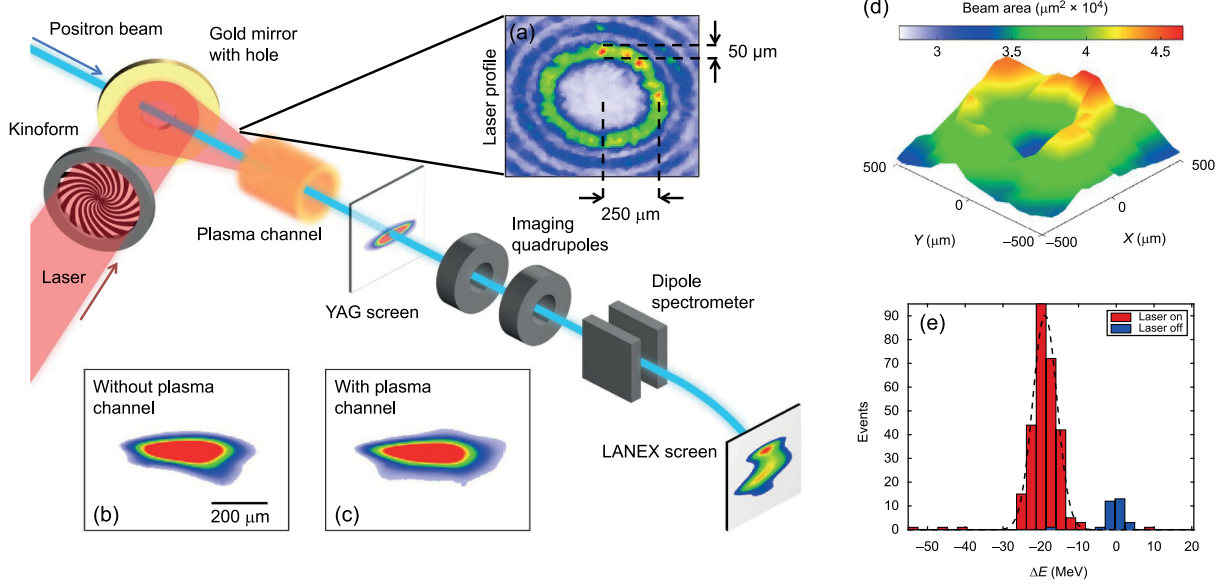 Positron beam
Gold mirror
with hole
Kinoform
Laser
Plasma channel
(a)
Laser profile
50 μm
250 μm
YAG screen
Imaging
quadrupoles
Dipole
spectrometer
LANEX screen
Without plasma
channel
(b)
200 μm
With plasma
channel
(c)
(d)
Beam area (μm² × 10⁴)
3 3.5 4 4.5
500
0
–500
Y (μm)
–500
0
500
X (μm)
(e)
Laser on
Laser off
Events
90
80
70
60
50
40
30
20
10
0
–50 –40 –30 –20 –10 0 10 20
ΔE (MeV)